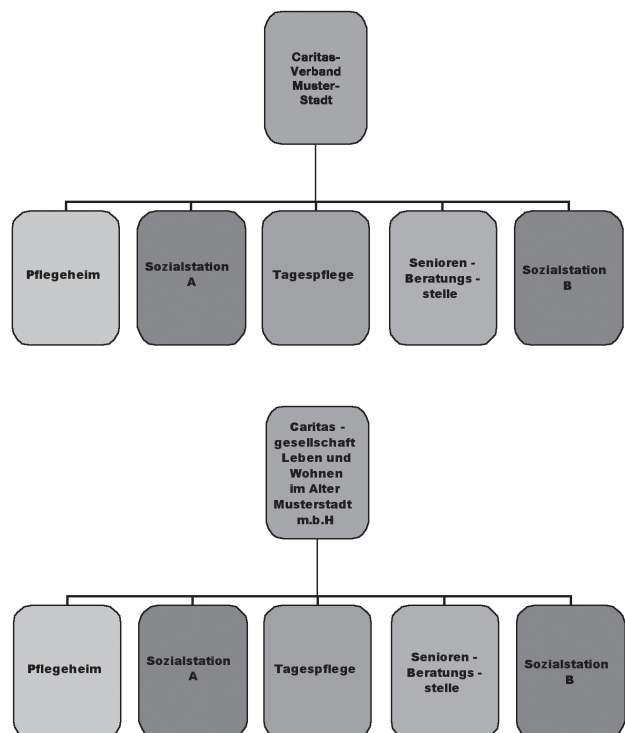 Caritas-
Verband
Muster-
Stadt
Pflegeheim
Sozialstation
A
Tagespflege
Senioren -
Beratungs -
stelle
Sozialstation
B
Caritas -
gesellschaft
Leben und
Wohnen
im Alter
Musterstadt
m.b.H
Pflegeheim
Sozialstation
A
Tagespflege
Senioren -
Beratungs -
stelle
Sozialstation
B